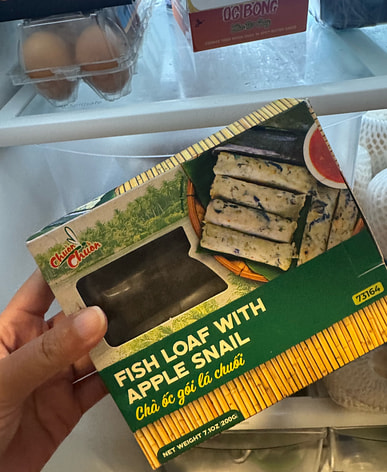 ỐC BÔNG
Chuồn
Chuồn
FISH LOAF WITH
APPLE SNAIL
Chả ốc gói lá chuối
73164
NET WEIGHT 7.1OZ (200G)